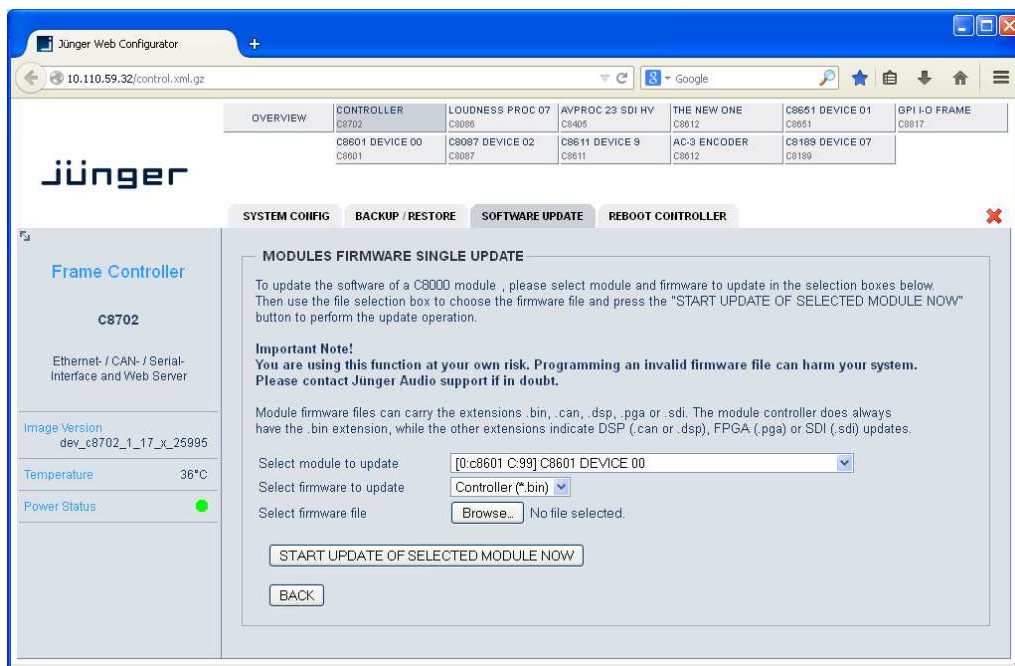 Jünger Web Configurator
10.110.59.32/control.xml.gz
Google
OVERVIEW
CONTROLLER
C8702
LOUDNESS PROC 07
C8086
AVPROC 23 SDI HV
C8405
THE NEW ONE
C8612
C8651 DEVICE 01
C8651
GPI I-O FRAME
C8817
C8601 DEVICE 00
C8601
C8087 DEVICE 02
C8087
C8611 DEVICE 9
C8611
AC-3 ENCODER
C8612
C8189 DEVICE 07
C8189
jünger
SYSTEM CONFIG
BACKUP / RESTORE
SOFTWARE UPDATE
REBOOT CONTROLLER
Frame Controller
C8702
Ethernet- / CAN- / Serial-
Interface and Web Server
Image Version
dev_c8702_1_17_x_25995
Temperature 36°C
Power Status
MODULES FIRMWARE SINGLE UPDATE
To update the software of a C8000 module , please select module and firmware to update in the selection boxes below.
Then use the file selection box to choose the firmware file and press the "START UPDATE OF SELECTED MODULE NOW"
button to perform the update operation.
Important Note!
You are using this function at your own risk. Programming an invalid firmware file can harm your system.
Please contact Jünger Audio support if in doubt.
Module firmware files can carry the extensions .bin, .can, .dsp, .pga or .sdi. The module controller does always
have the .bin extension, while the other extensions indicate DSP (.can or .dsp), FPGA (.pga) or SDI (.sdi) updates.
Select module to update [0:c8601 C:99] C8601 DEVICE 00
Select firmware to update Controller (*.bin)
Select firmware file Browse... No file selected.
START UPDATE OF SELECTED MODULE NOW
BACK